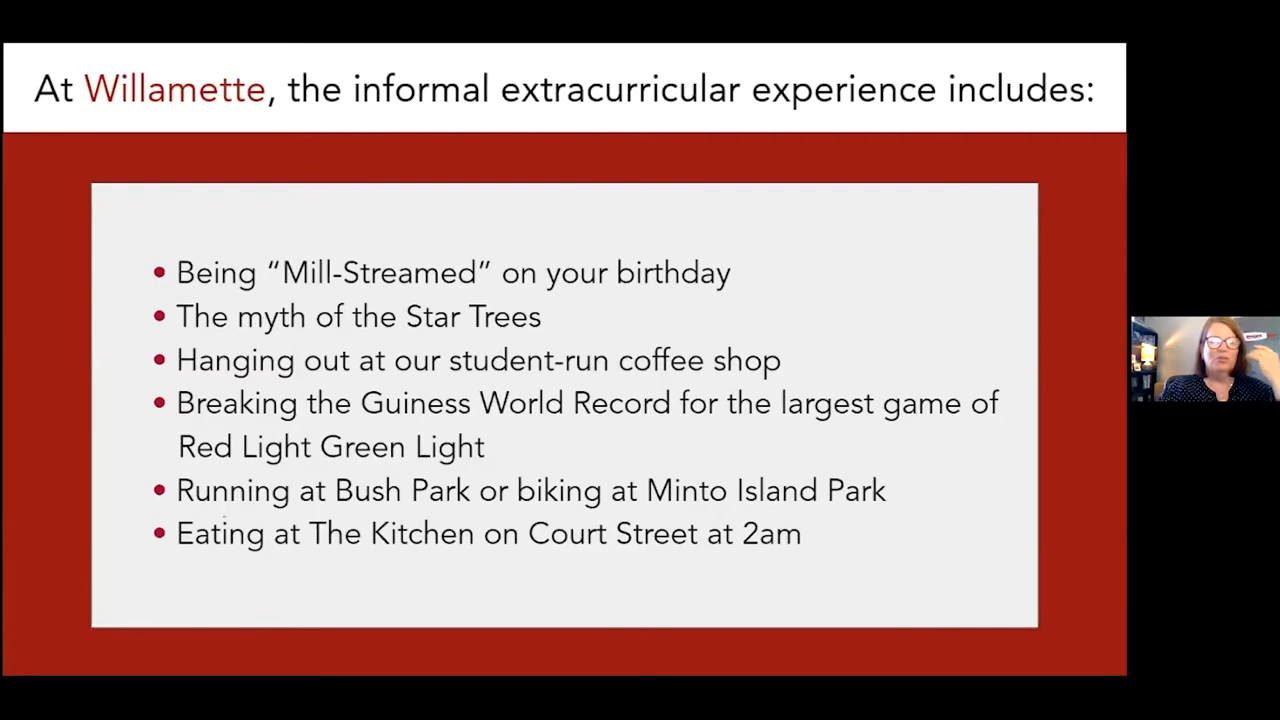 At Willamette, the informal extracurricular experience includes:
• Being “Mill-Streamed” on your birthday
• The myth of the Star Trees
• Hanging out at our student-run coffee shop
• Breaking the Guiness World Record for the largest game of
Red Light Green Light
• Running at Bush Park or biking at Minto Island Park
• Eating at The Kitchen on Court Street at 2am